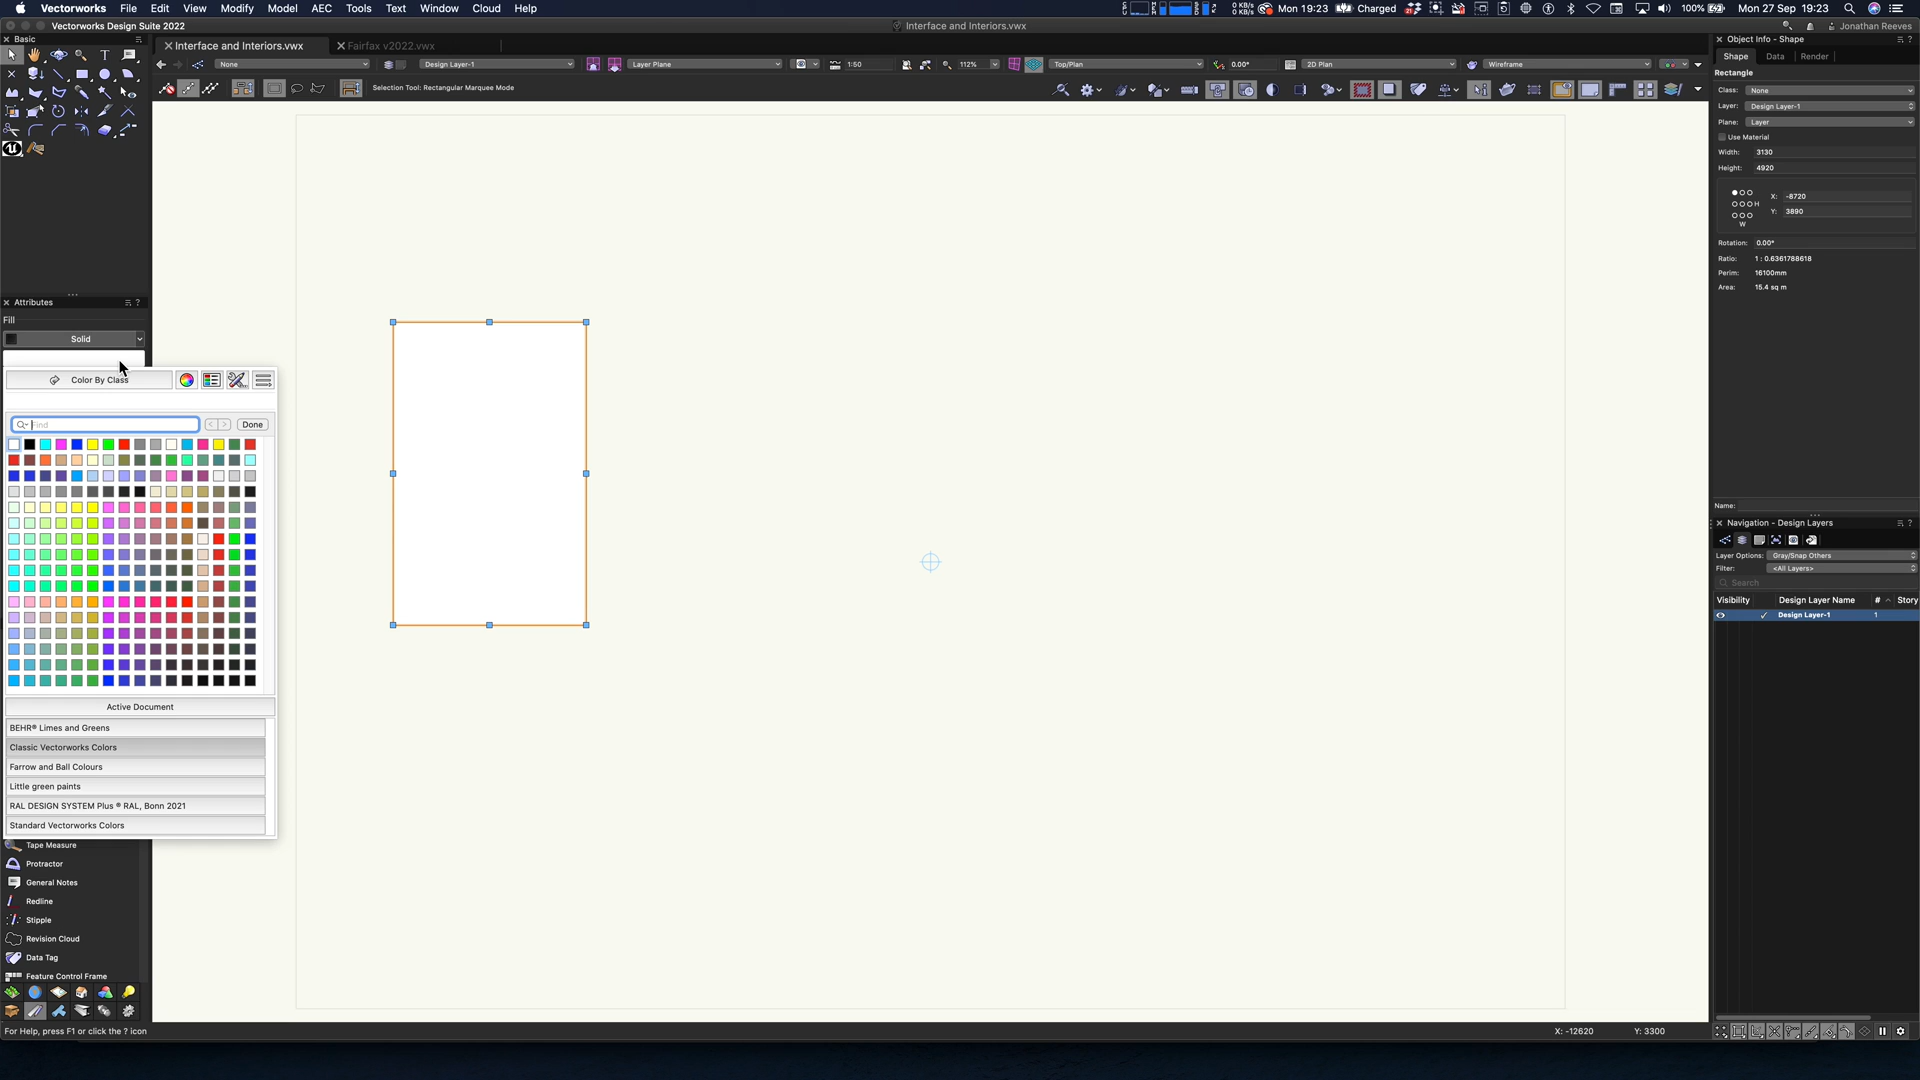 Vectorworks File Edit View Modify Model AEC Tools Text Window Cloud Help
0 KB/s 0 KB/s Mon 19:23 Charged 100% Mon 27 Sep 19:23
Vectorworks Design Suite 2022
Interface and Interiors.vwx
Jonathan Reeves
Basic
Interface and Interiors.vwx
Fairfax v2022.vwx
None
Design Layer-1
Layer Plane
1:50
112%
Top/Plan
0.00°
2D Plan
Wireframe
Selection Tool: Rectangular Marquee Mode
Attributes
Fill
Solid
Color By Class
Find
Done
Active Document
BEHR® Limes and Greens
Classic Vectorworks Colors
Farrow and Ball Colours
Little green paints
RAL DESIGN SYSTEM Plus ® RAL, Bonn 2021
Standard Vectorworks Colors
Tape Measure
Protractor
General Notes
Redline
Stipple
Revision Cloud
Data Tag
Feature Control Frame
For Help, press F1 or click the ? icon
X: -12620 Y: 3300
Object Info - Shape
Shape Data Render
Rectangle
Class: None
Layer: Design Layer-1
Plane: Layer
Use Material
Width: 3130
Height: 4920
X: -8720
H
Y: 3890
W
Rotation: 0.00°
Ratio: 1 : 0.6361788618
Perim: 16100mm
Area: 15.4 sq m
Name:
Navigation - Design Layers
Layer Options: Gray/Snap Others
Filter: <All Layers>
Search
Visibility Design Layer Name # Story
Design Layer-1 1